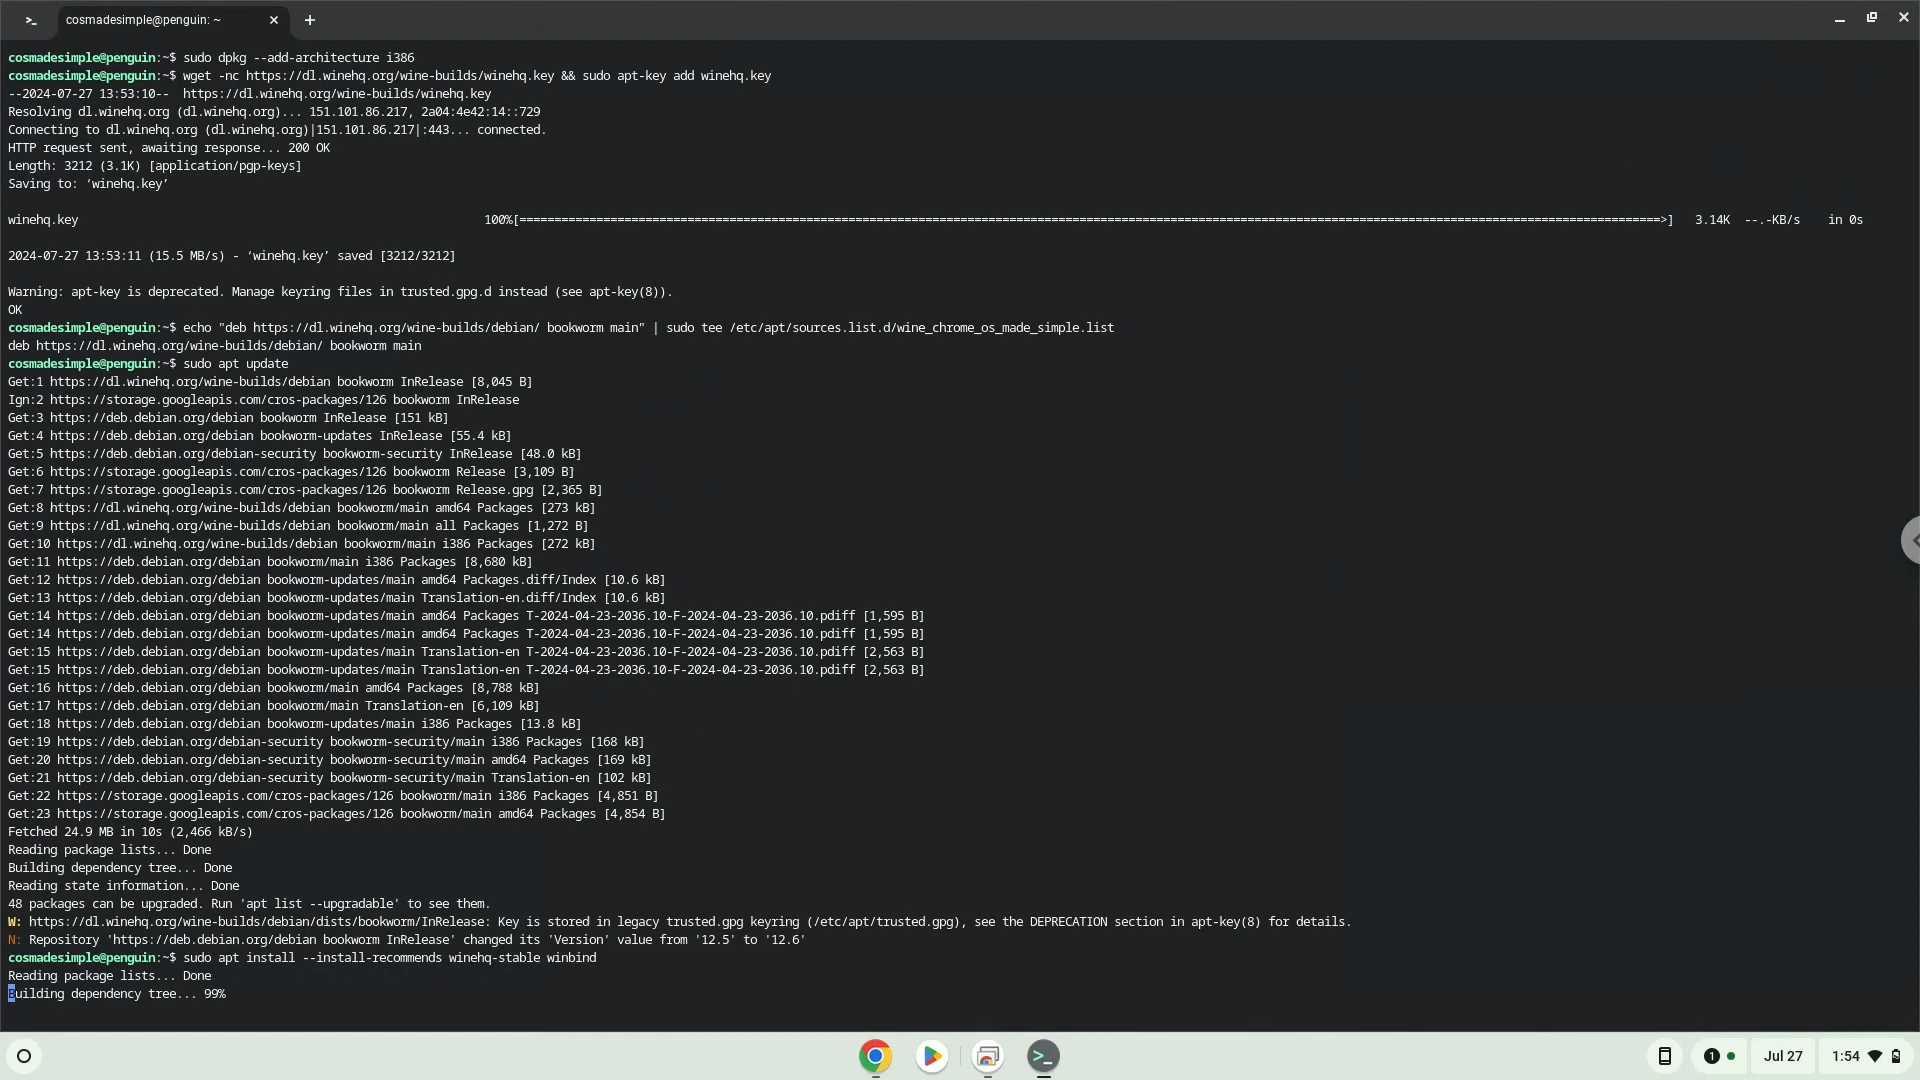 cosmadesimple@penguin: ~
cosmadesimple@penguin:~$ sudo dpkg --add-architecture i386
cosmadesimple@penguin:~$ wget -nc https://dl.winehq.org/wine-builds/winehq.key && sudo apt-key add winehq.key
--2024-07-27 13:53:10--  https://dl.winehq.org/wine-builds/winehq.key
Resolving dl.winehq.org (dl.winehq.org)... 151.101.86.217, 2a04:4e42:14::729
Connecting to dl.winehq.org (dl.winehq.org)|151.101.86.217|:443... connected.
HTTP request sent, awaiting response... 200 OK
Length: 3212 (3.1K) [application/pgp-keys]
Saving to: ‘winehq.key’
winehq.key 100%[===================================================================================================================================================================>] 3.14K --.-KB/s in 0s
2024-07-27 13:53:11 (15.5 MB/s) - ‘winehq.key’ saved [3212/3212]
Warning: apt-key is deprecated. Manage keyring files in trusted.gpg.d instead (see apt-key(8)).
OK
cosmadesimple@penguin:~$ echo "deb https://dl.winehq.org/wine-builds/debian/ bookworm main" | sudo tee /etc/apt/sources.list.d/wine_chrome_os_made_simple.list
deb https://dl.winehq.org/wine-builds/debian/ bookworm main
cosmadesimple@penguin:~$ sudo apt update
Get:1 https://dl.winehq.org/wine-builds/debian bookworm InRelease [8,045 B]
Ign:2 https://storage.googleapis.com/cros-packages/126 bookworm InRelease
Get:3 https://deb.debian.org/debian bookworm InRelease [151 kB]
Get:4 https://deb.debian.org/debian bookworm-updates InRelease [55.4 kB]
Get:5 https://deb.debian.org/debian-security bookworm-security InRelease [48.0 kB]
Get:6 https://storage.googleapis.com/cros-packages/126 bookworm Release [3,109 B]
Get:7 https://storage.googleapis.com/cros-packages/126 bookworm Release.gpg [2,365 B]
Get:8 https://dl.winehq.org/wine-builds/debian bookworm/main amd64 Packages [273 kB]
Get:9 https://dl.winehq.org/wine-builds/debian bookworm/main all Packages [1,272 B]
Get:10 https://dl.winehq.org/wine-builds/debian bookworm/main i386 Packages [272 kB]
Get:11 https://deb.debian.org/debian bookworm/main i386 Packages [8,680 kB]
Get:12 https://deb.debian.org/debian bookworm-updates/main amd64 Packages.diff/Index [10.6 kB]
Get:13 https://deb.debian.org/debian bookworm-updates/main Translation-en.diff/Index [10.6 kB]
Get:14 https://deb.debian.org/debian bookworm-updates/main amd64 Packages T-2024-04-23-2036.10-F-2024-04-23-2036.10.pdiff [1,595 B]
Get:14 https://deb.debian.org/debian bookworm-updates/main amd64 Packages T-2024-04-23-2036.10-F-2024-04-23-2036.10.pdiff [1,595 B]
Get:15 https://deb.debian.org/debian bookworm-updates/main Translation-en T-2024-04-23-2036.10-F-2024-04-23-2036.10.pdiff [2,563 B]
Get:15 https://deb.debian.org/debian bookworm-updates/main Translation-en T-2024-04-23-2036.10-F-2024-04-23-2036.10.pdiff [2,563 B]
Get:16 https://deb.debian.org/debian bookworm/main amd64 Packages [8,788 kB]
Get:17 https://deb.debian.org/debian bookworm/main Translation-en [6,109 kB]
Get:18 https://deb.debian.org/debian bookworm-updates/main i386 Packages [13.8 kB]
Get:19 https://deb.debian.org/debian-security bookworm-security/main i386 Packages [168 kB]
Get:20 https://deb.debian.org/debian-security bookworm-security/main amd64 Packages [169 kB]
Get:21 https://deb.debian.org/debian-security bookworm-security/main Translation-en [102 kB]
Get:22 https://storage.googleapis.com/cros-packages/126 bookworm/main i386 Packages [4,851 B]
Get:23 https://storage.googleapis.com/cros-packages/126 bookworm/main amd64 Packages [4,854 B]
Fetched 24.9 MB in 10s (2,466 kB/s)
Reading package lists... Done
Building dependency tree... Done
Reading state information... Done
48 packages can be upgraded. Run 'apt list --upgradable' to see them.
W: https://dl.winehq.org/wine-builds/debian/dists/bookworm/InRelease: Key is stored in legacy trusted.gpg keyring (/etc/apt/trusted.gpg), see the DEPRECATION section in apt-key(8) for details.
N: Repository 'https://deb.debian.org/debian bookworm InRelease' changed its 'Version' value from '12.5' to '12.6'
cosmadesimple@penguin:~$ sudo apt install --install-recommends winehq-stable winbind
Reading package lists... Done
Building dependency tree... 99%
1 Jul 27 1:54